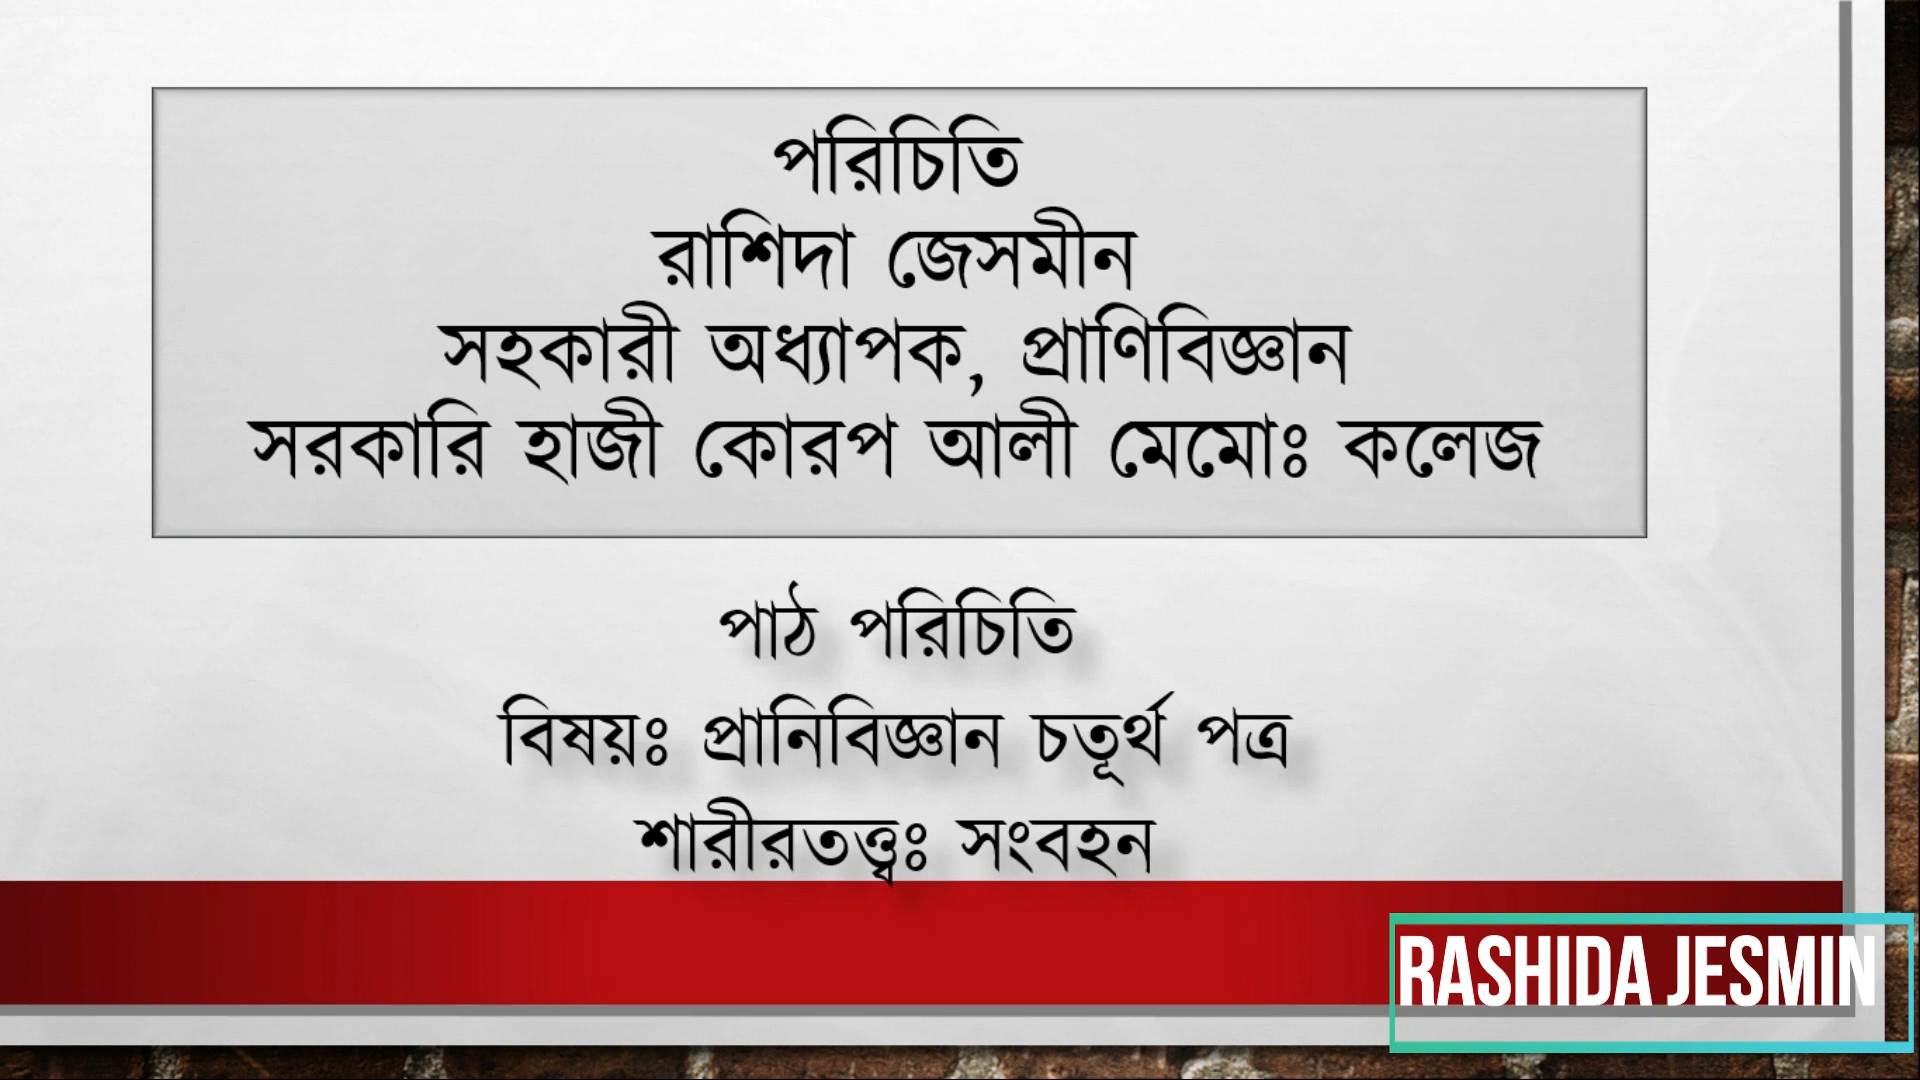 পরিচিতি
রাশিদা জেসমীন
সহকারী অধ্যাপক, প্রাণিবিজ্ঞান
সরকারি হাজী কোরপ আলী মেমোঃ কলেজ
পাঠ পরিচিতি
বিষয়ঃ প্রানিবিজ্ঞান চতূর্থ পত্র
শারীরতত্ত্বঃ সংবহন
RASHIDA JESMIN